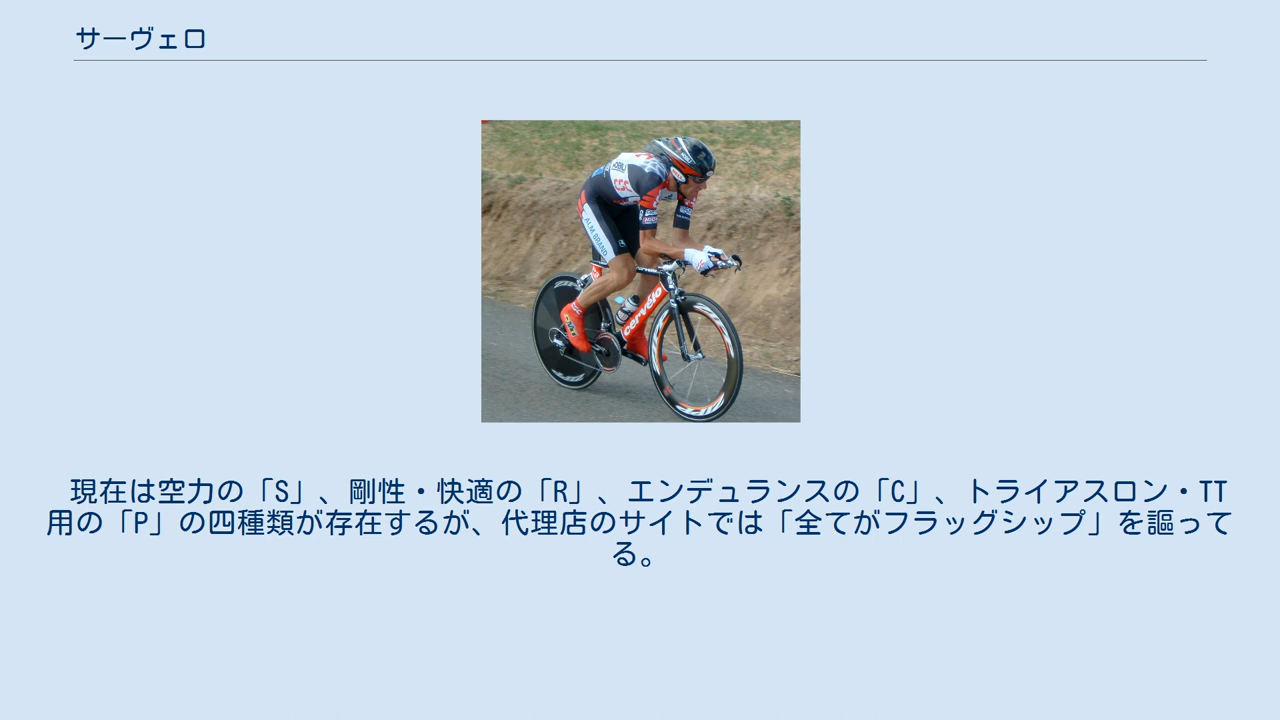 サーヴェロ
cervélo
ALM.BRAND
現在は空力の「S」、剛性・快適の「R」、エンデュランスの「C」、トライアスロン・TT
用の「P」の四種類が存在するが、代理店のサイトでは「全てがフラッグシップ」を謳って
る。